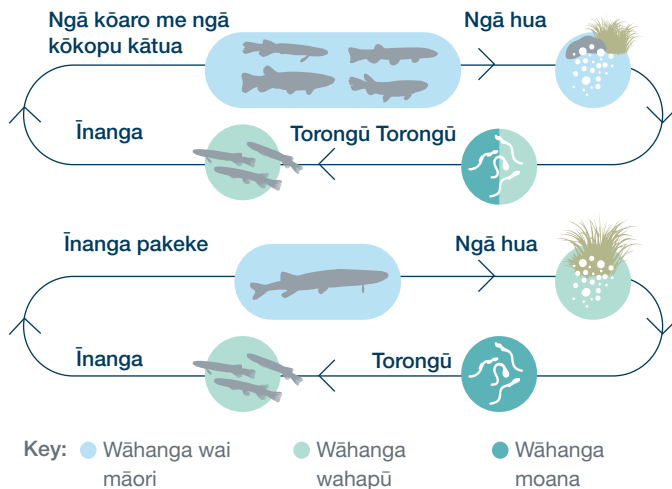 Ngā kōaro me ngā
kōkopu kātua
Ngā hua
Īnanga
Torongū Torongū
Īnanga pakeke
Ngā hua
Īnanga
Torongū
Key:
Wāhanga wai
māori
Wāhanga
wahapū
Wāhanga
moana